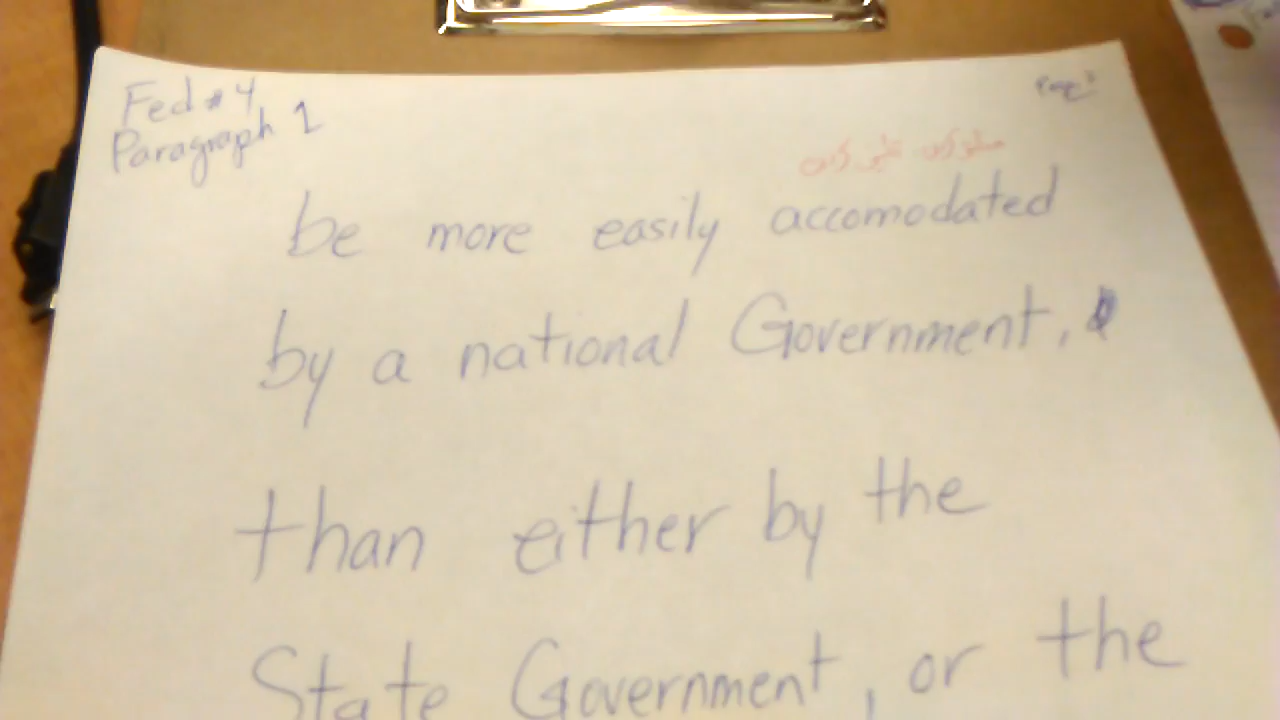 Fed #4
Paragraph 1
be more easily accomodated
by a national Government,
than either by the
State Government, or the